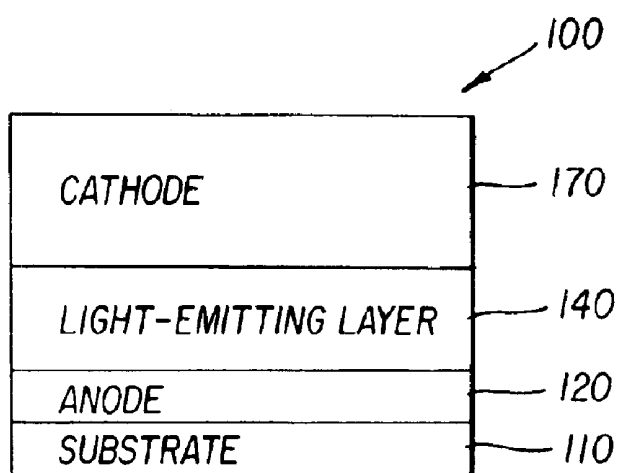 100
CATHODE 170
LIGHT-EMITTING LAYER 140
ANODE 120
SUBSTRATE 110